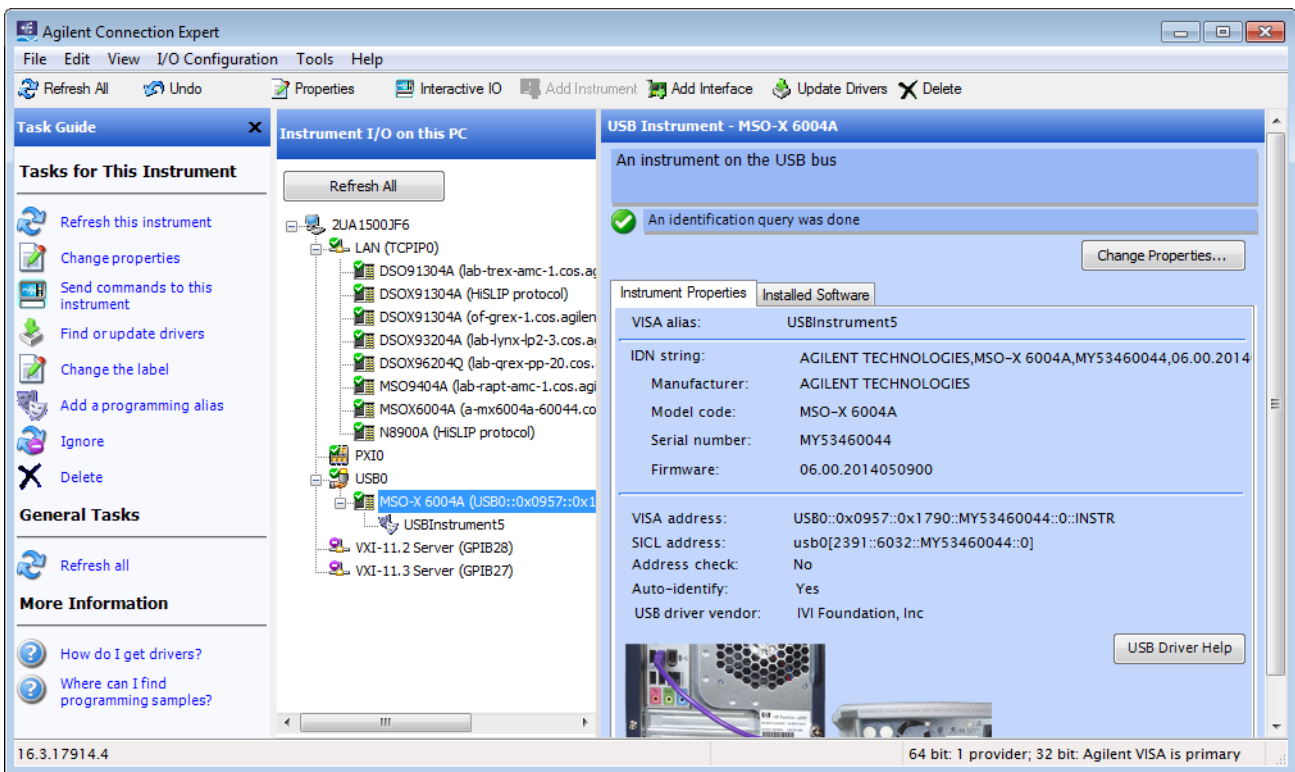 Agilent Connection Expert
File Edit View I/O Configuration Tools Help
Refresh All Undo Properties Interactive IO Add Instrument Add Interface Update Drivers Delete
Task Guide
Tasks for This Instrument
Refresh this instrument
Change properties
Send commands to this
instrument
Find or update drivers
Change the label
Add a programming alias
Ignore
Delete
General Tasks
Refresh all
More Information
How do I get drivers?
Where can I find
programming samples?
Instrument I/O on this PC
Refresh All
2UA1500JF6
LAN (TCPIP0)
DSO91304A (lab-trex-amc-1.cos.ag
DSOX91304A (HiSLIP protocol)
DSOX91304A (of-grex-1.cos.agilen
DSOX93204A (lab-lynx-lp2-3.cos.ag
DSOX96204Q (lab-qrex-pp-20.cos.
MSO9404A (lab-rapt-amc-1.cos.agi
MSOX6004A (a-mx6004a-60044.co
N8900A (HiSLIP protocol)
PXI0
USB0
MSO-X 6004A (USB0::0x0957::0x1
USBInstrument5
VXI-11.2 Server (GPIB28)
VXI-11.3 Server (GPIB27)
USB Instrument - MSO-X 6004A
An instrument on the USB bus
An identification query was done
Change Properties...
Instrument Properties Installed Software
VISA alias: USBInstrument5
IDN string: AGILENT TECHNOLOGIES,MSO-X 6004A,MY53460044,06.00.2014
Manufacturer: AGILENT TECHNOLOGIES
Model code: MSO-X 6004A
Serial number: MY53460044
Firmware: 06.00.2014050900
VISA address: USB0::0x0957::0x1790::MY53460044::0::INSTR
SICL address: usb0[2391::6032::MY53460044::0]
Address check: No
Auto-identify: Yes
USB driver vendor: IVI Foundation, Inc
USB Driver Help
16.3.17914.4
64 bit: 1 provider; 32 bit: Agilent VISA is primary